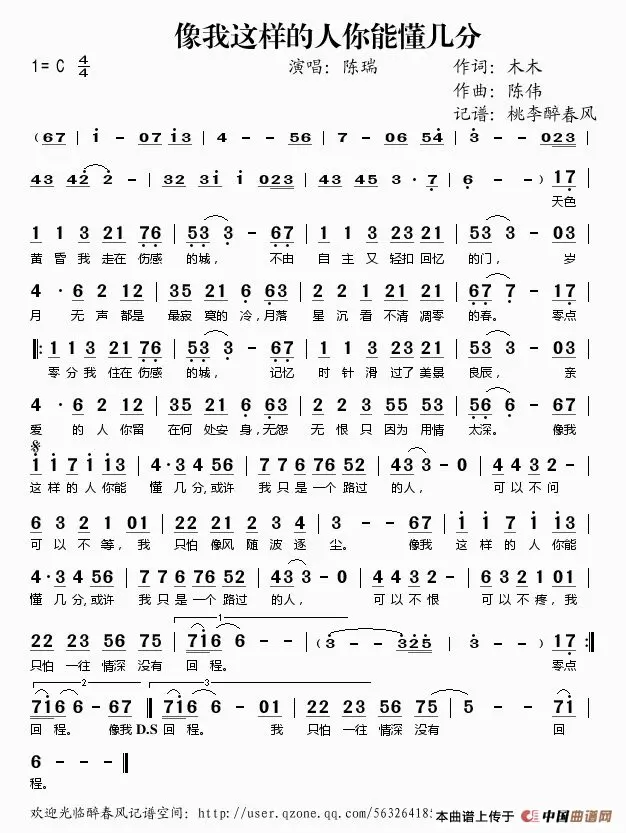 像我这样的人你能懂几分
1= C 4/4 演唱：陈瑞 作词：木木
作曲：陈伟
记谱：桃李醉春风
( 67 | i - 07 i3 | 4 - - 56 | 7 - 06 54 | 3 - - 023
43 42 2 - | 32 31 i 023 | 43 45 3 · 7 | 6 - - ) 17 |
天色
1 1 3 21 76 | 53 3 - 67 | 1 1 3 23 21 | 53 3 - 03 |
黄昏我走在伤感 的城， 不由 自主又轻扣回忆 的门， 岁
4 · 6 2 12 | 35 21 6 63 | 2 2 1 21 23 | 67 7 - 17 |
月 无声都是 最寂寞的冷，月落 星沉看不清凋零 的春。 零点
1 1 3 21 76 | 53 3 - 67 | 1 1 3 23 21 | 53 3 - 03 |
零分我住在伤感 的城， 记忆 时针滑过了美景 良辰， 亲
4 · 6 2 12 | 35 21 6 63 | 2 2 1 23 27 | 56 6 - 67 |
爱 的人你留 在何处安身，无怨 无恨只因为用情 太深。 像我
i i 7 i i3 | 4 · 3 4 56 | 7 7 6 76 52 | 43 3 - 0 | 4 4 3 2 -
这样的人你能 懂几分，或许 我只是一个路过 的人， 可以不问
6 3 2 1 01 | 22 21 2 3 4 | 3 - - 67 | i i 7 i i3 |
可以不等，我 只怕像风随波逐 尘。 像我 这样的人你能
4 · 3 4 56 | 7 7 6 76 52 | 43 3 - 0 | 4 4 3 2 - | 6 3 2 1 01 |
懂几分，或许 我只是一个路过 的人， 可以不恨 可以不疼，我
1
22 23 56 75 | 71 6 6 - - | ( 3 - - 325 | 3 - - ) 17 :|
只怕一往情深没有 回程。 零点
2 3
71 6 6 - 67 | 71 6 6 - 01 | 22 23 56 75 | 5 - - 71 |
回程。 像我 D.S 回程。 我 只怕一往情深没有 回
6 - - |
程。
欢迎光临醉春风记谱空间：http://user.qzone.qq.com/56326418 本曲谱上传于 中国曲谱网